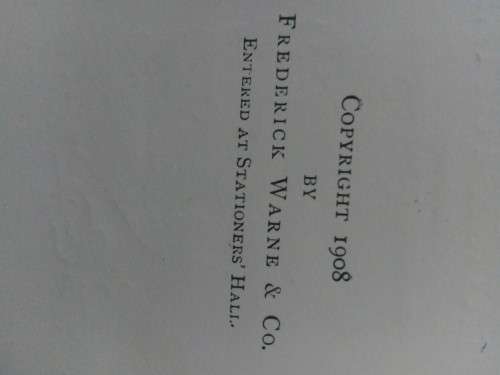 COPYRIGHT 1908
BY
FREDERICK WARNE & CO.
ENTERED AT STATIONERS' HALL.